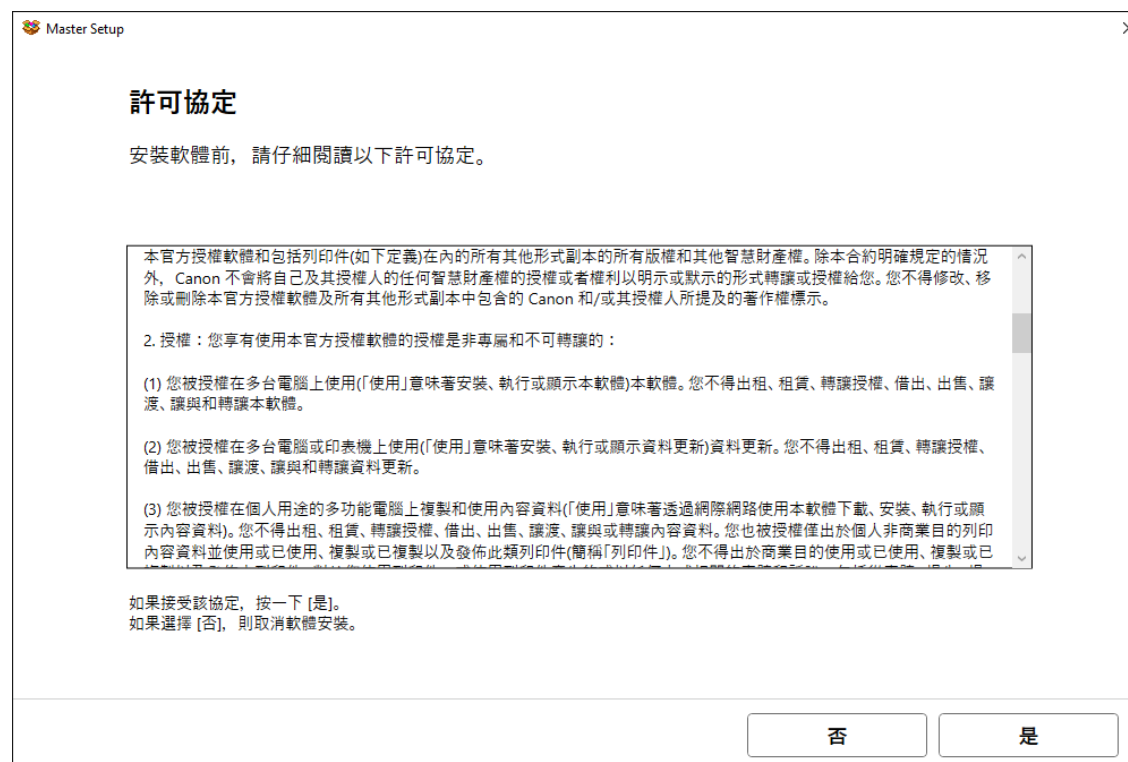 Master Setup
許可協定
安裝軟體前，請仔細閱讀以下許可協定。
本官方授權軟體和包括列印件(如下定義)在內的所有其他形式副本的所有版權和其他智慧財產權。除本合約明確規定的情況
外，Canon 不會將自己及其授權人的任何智慧財產權的授權或者權利以明示或默示的形式轉讓或授權給您。您不得修改、移
除或刪除本官方授權軟體及所有其他形式副本中包含的 Canon 和/或其授權人所提及的著作權標示。
2. 授權：您享有使用本官方授權軟體的授權是非專屬和不可轉讓的：
(1) 您被授權在多台電腦上使用(「使用」意味著安裝、執行或顯示本軟體)本軟體。您不得出租、租賃、轉讓授權、借出、出售、讓
渡、讓與和轉讓本軟體。
(2) 您被授權在多台電腦或印表機上使用(「使用」意味著安裝、執行或顯示資料更新)資料更新。您不得出租、租賃、轉讓授權、
借出、出售、讓渡、讓與和轉讓資料更新。
(3) 您被授權在個人用途的多功能電腦上複製和使用內容資料(「使用」意味著透過網際網路使用本軟體下載、安裝、執行或顯
示內容資料)。您不得出租、租賃、轉讓授權、借出、出售、讓渡、讓與或轉讓內容資料。您也被授權僅出於個人非商業目的列印
內容資料並使用或已使用、複製或已複製以及發佈此類列印件(簡稱「列印件」)。您不得出於商業目的使用或已使用、複製或已
如果接受該協定，按一下 [是]。
如果選擇 [否]，則取消軟體安裝。
否
是